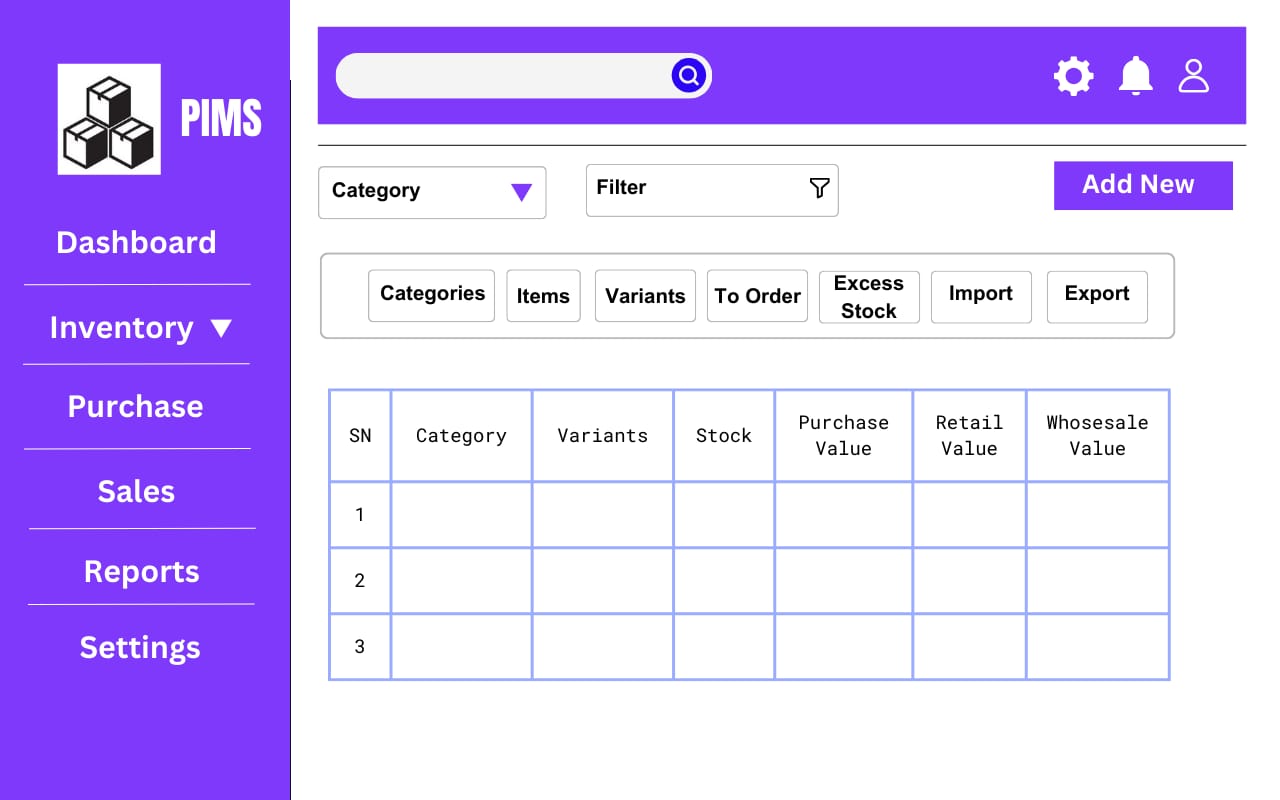 PIMS
Dashboard
Inventory
Purchase
Sales
Reports
Settings
Category
Filter
Add New
Categories
Items
Variants
To Order
Excess
Stock
Import
Export
SN
Category
Variants
Stock
Purchase
Value
Retail
Value
Whosesale
Value
1
2
3